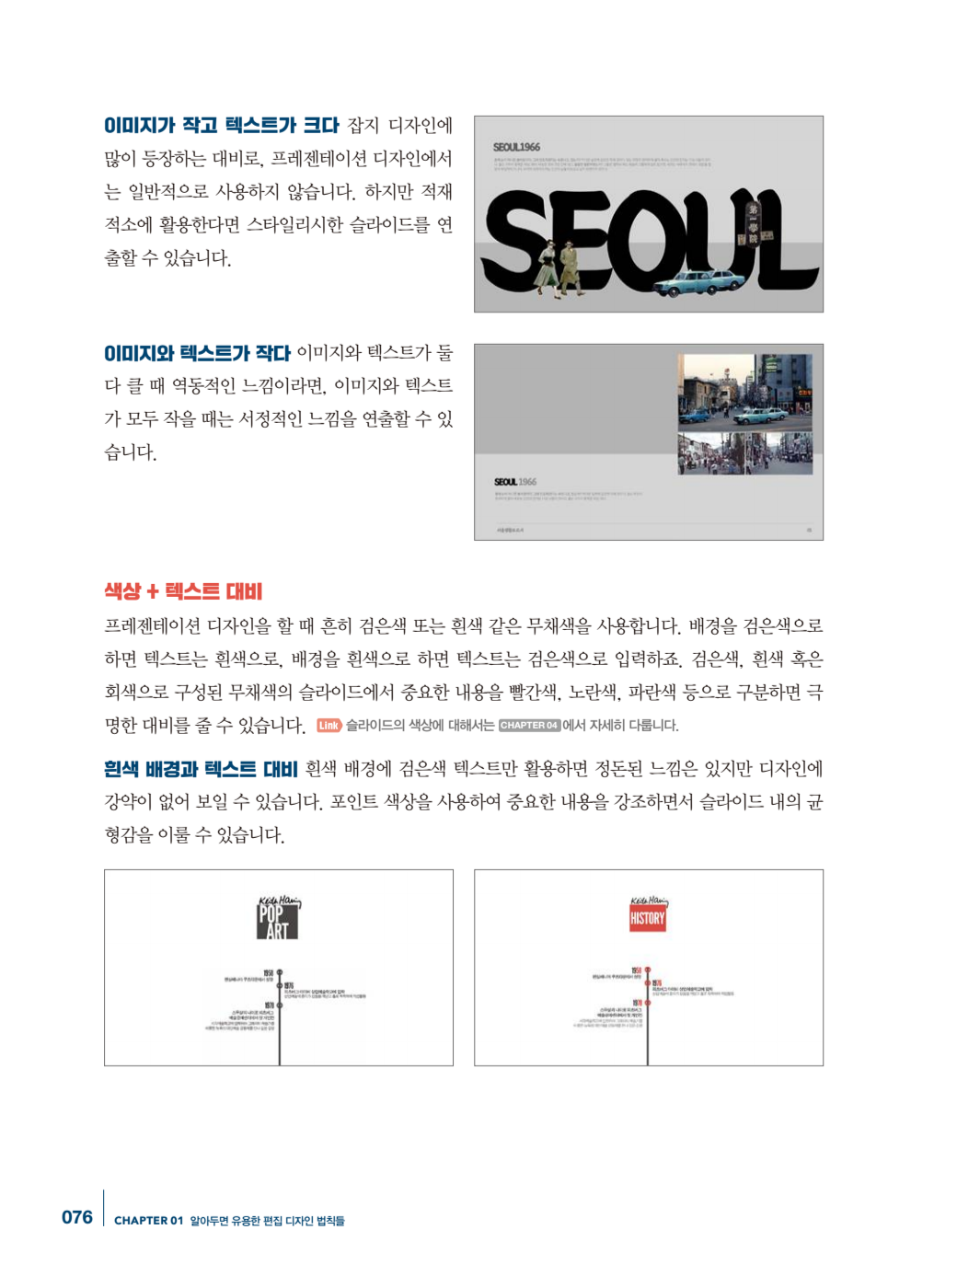 이미지가 작고 텍스트가 크다 잡지 디자인에
많이 등장하는 대비로, 프레젠테이션 디자인에서
는 일반적으로 사용하지 않습니다. 하지만 적재
적소에 활용한다면 스타일리시한 슬라이드를 연
출할 수 있습니다.
SEOUL1966
SEOUL
이미지와 텍스트가 작다 이미지와 텍스트가 둘
다 클 때 역동적인 느낌이라면, 이미지와 텍스트
가 모두 작을 때는 서정적인 느낌을 연출할 수 있
습니다.
SEOUL 1966
색상 + 텍스트 대비
프레젠테이션 디자인을 할 때 흔히 검은색 또는 흰색 같은 무채색을 사용합니다. 배경을 검은색으로
하면 텍스트는 흰색으로, 배경을 흰색으로 하면 텍스트는 검은색으로 입력하죠. 검은색, 흰색 혹은
회색으로 구성된 무채색의 슬라이드에서 중요한 내용을 빨간색, 노란색, 파란색 등으로 구분하면 극
명한 대비를 줄 수 있습니다. Link 슬라이드의 색상에 대해서는 CHAPTER 04 에서 자세히 다룹니다.
흰색 배경과 텍스트 대비 흰색 배경에 검은색 텍스트만 활용하면 정돈된 느낌은 있지만 디자인에
강약이 없어 보일 수 있습니다. 포인트 색상을 사용하여 중요한 내용을 강조하면서 슬라이드 내의 균
형감을 이룰 수 있습니다.
Keith Haring
POP
ART
Keith Haring
HISTORY
076 CHAPTER 01 알아두면 유용한 편집 디자인 법칙들